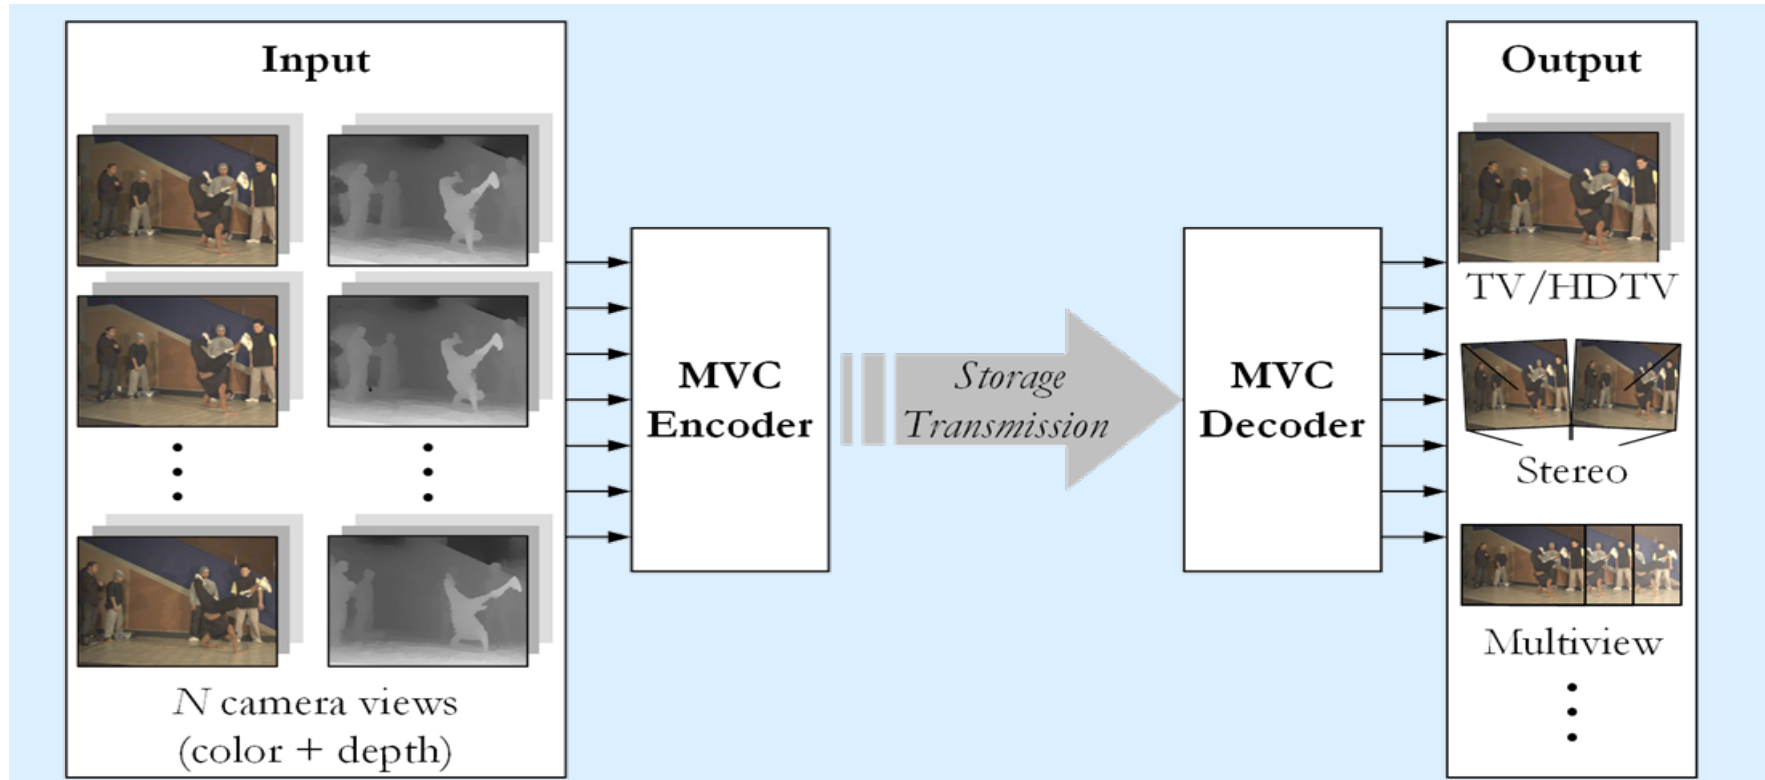 Input
N camera views
(color + depth)
MVC
Encoder
Storage
Transmission
MVC
Decoder
Output
TV/HDTV
Stereo
Multiview